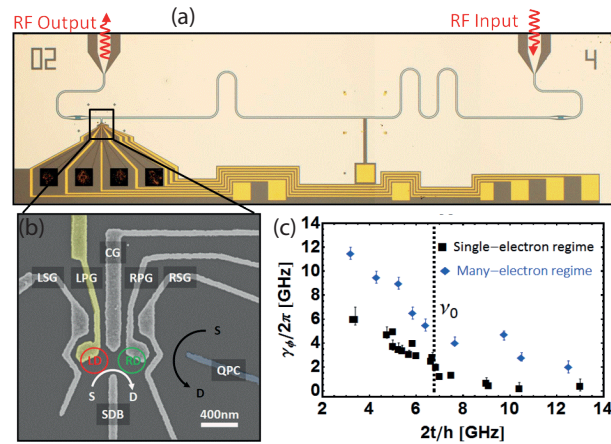 (a)
RF Output
RF Input
02
4
(b)
CG
LSG
LPG
RPG
RSG
LD
RD
S
D
S
D
QPC
SDB
400nm
(c)
14
12
10
8
6
4
2
0
γϕ/2π [GHz]
■ Single−electron regime
◆ Many−electron regime
ν₀
2 4 6 8 10 12 14
2t/h [GHz]